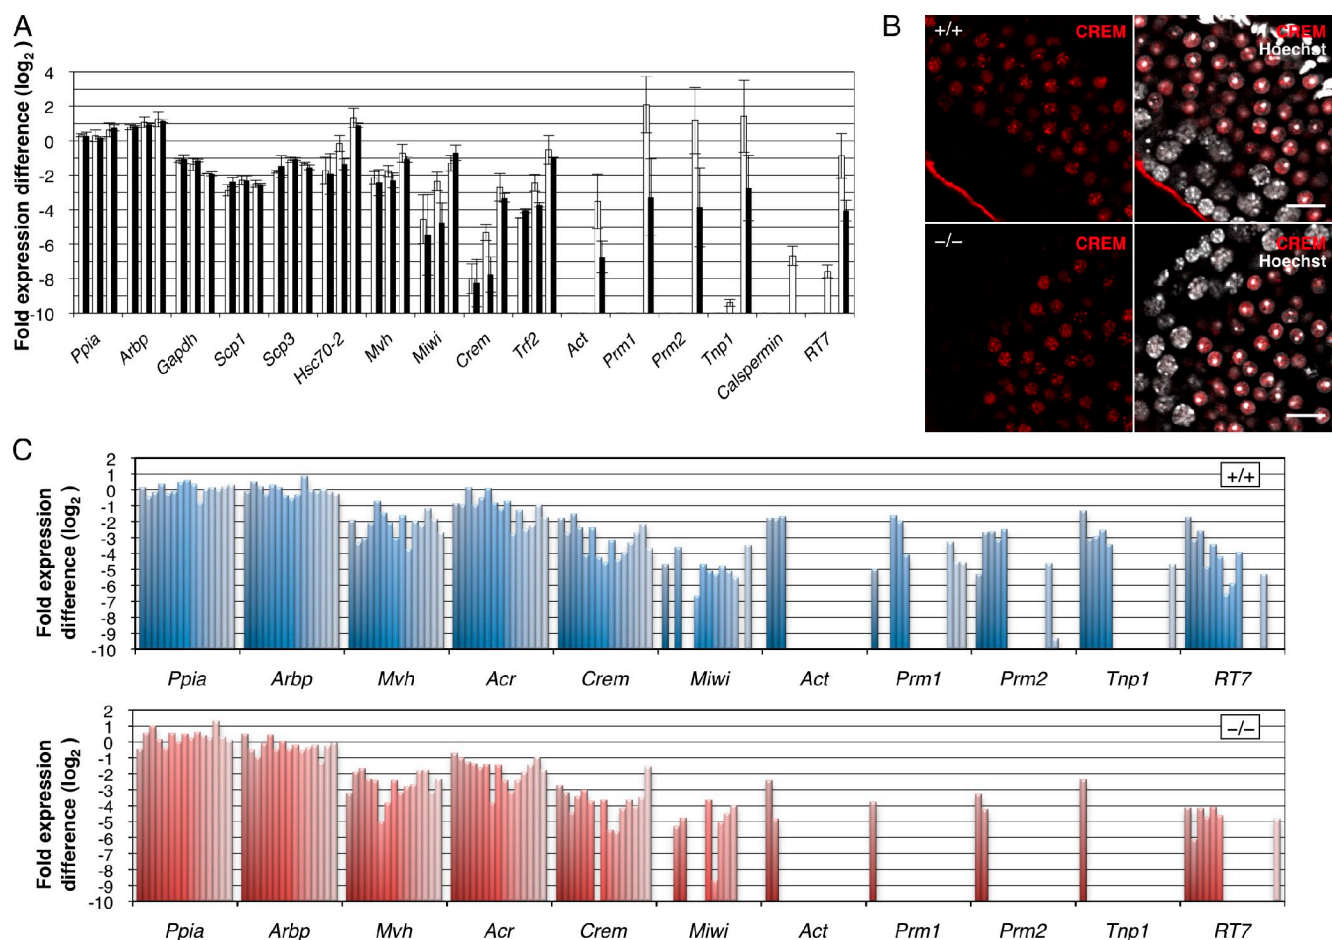 A
Fold expression difference (log2)
4
2
0
-2
-4
-6
-8
-10
Ppia Arbp Gapdh Scp1 Scp3 Hsc70-2 Mvh Miwi Crem Trf2 Act Prm1 Prm2 Tnp1 Calspermin RT7
B
+/+ CREM CREM
Hoechst
−/− CREM CREM
Hoechst
C
Fold expression
difference (log2)
2
1
0
-1
-2
-3
-4
-5
-6
-7
-8
-9
-10
+/+
Ppia Arbp Mvh Acr Crem Miwi Act Prm1 Prm2 Tnp1 RT7
Fold expression
difference (log2)
2
1
0
-1
-2
-3
-4
-5
-6
-7
-8
-9
-10
−/−
Ppia Arbp Mvh Acr Crem Miwi Act Prm1 Prm2 Tnp1 RT7